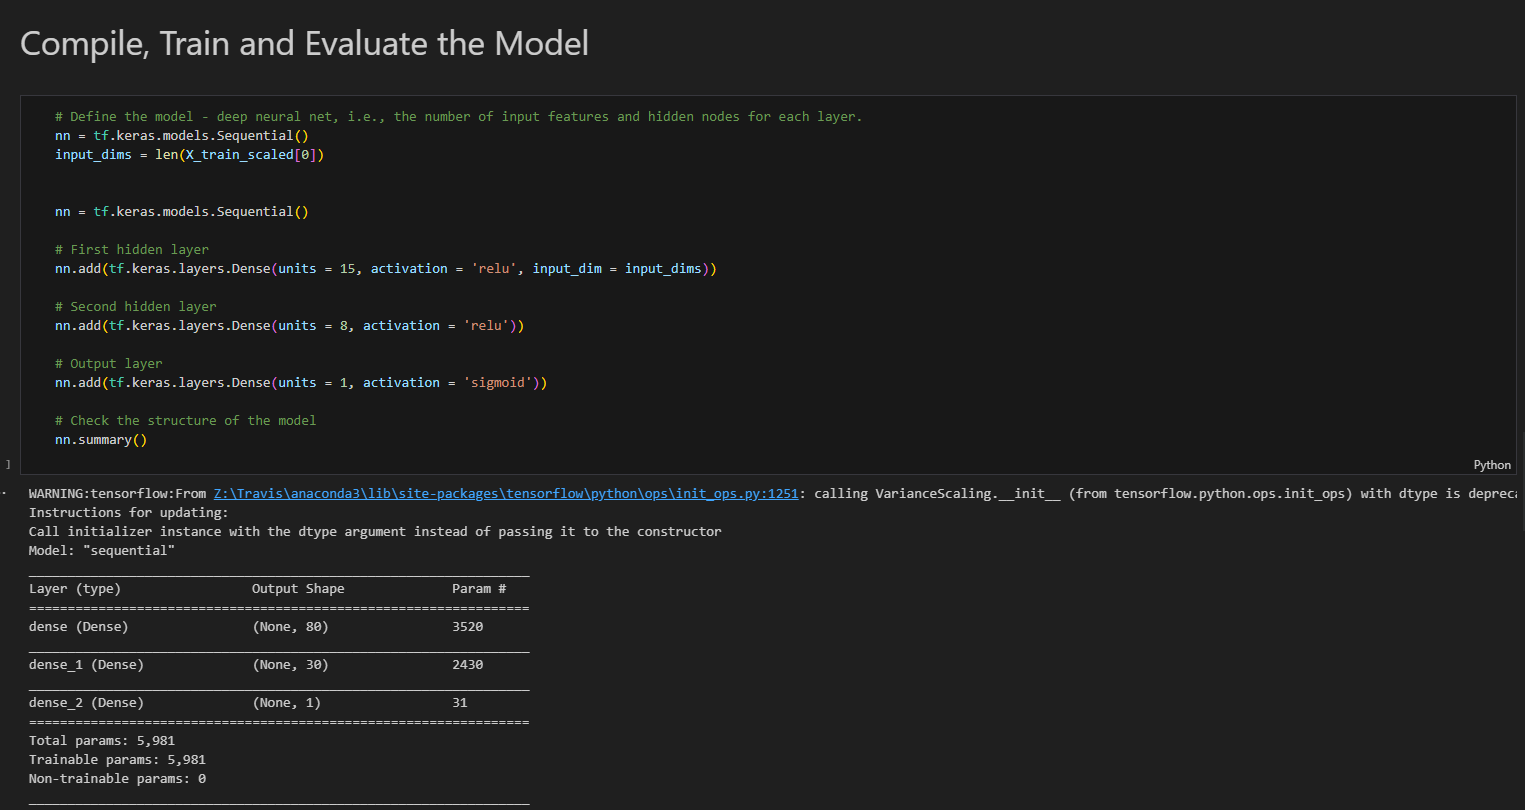 Compile, Train and Evaluate the Model
# Define the model - deep neural net, i.e., the number of input features and hidden nodes for each layer.
nn = tf.keras.models.Sequential()
input_dims = len(X_train_scaled[0])
nn = tf.keras.models.Sequential()
# First hidden layer
nn.add(tf.keras.layers.Dense(units = 15, activation = 'relu', input_dim = input_dims))
# Second hidden layer
nn.add(tf.keras.layers.Dense(units = 8, activation = 'relu'))
# Output layer
nn.add(tf.keras.layers.Dense(units = 1, activation = 'sigmoid'))
# Check the structure of the model
nn.summary()
]
Python
WARNING:tensorflow:From Z:\Travis\anaconda3\lib\site-packages\tensorflow\python\ops\init_ops.py:1251: calling VarianceScaling.__init__ (from tensorflow.python.ops.init_ops) with dtype is depreca
Instructions for updating:
Call initializer instance with the dtype argument instead of passing it to the constructor
Model: "sequential"
_________________________________________________________________
Layer (type)                 Output Shape              Param #
=================================================================
dense (Dense)                (None, 80)                3520
_________________________________________________________________
dense_1 (Dense)              (None, 30)                2430
_________________________________________________________________
dense_2 (Dense)              (None, 1)                 31
=================================================================
Total params: 5,981
Trainable params: 5,981
Non-trainable params: 0
_________________________________________________________________